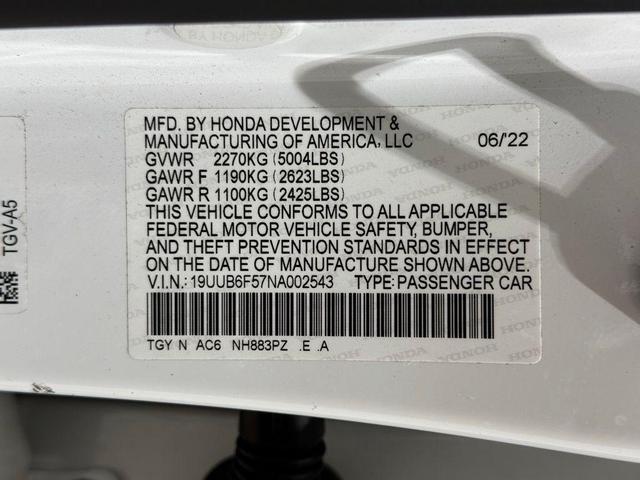 MFD. BY HONDA DEVELOPMENT &
MANUFACTURING OF AMERICA, LLC 06/22
GVWR 2270KG (5004LBS)
GAWR F 1190KG (2623LBS)
GAWR R 1100KG (2425LBS)
THIS VEHICLE CONFORMS TO ALL APPLICABLE
FEDERAL MOTOR VEHICLE SAFETY, BUMPER,
AND THEFT PREVENTION STANDARDS IN EFFECT
ON THE DATE OF MANUFACTURE SHOWN ABOVE.
V.I.N.: 19UUB6F57NA002543 TYPE: PASSENGER CAR
TGY N AC6 NH883PZ .E .A
TGV-A5